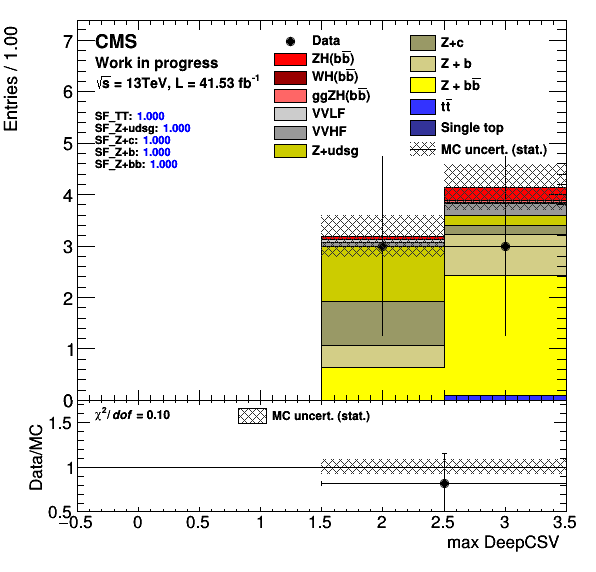 Entries / 1.00
7
6
5
4
3
2
1
0
CMS
Work in progress
√s = 13TeV, L = 41.53 fb⁻¹
SF_TT: 1.000
SF_Z+udsg: 1.000
SF_Z+c: 1.000
SF_Z+b: 1.000
SF_Z+bb: 1.000
Data
ZH(bb̅)
WH(bb̅)
ggZH(bb̅)
VVLF
VVHF
Z+udsg
Z+c
Z + b
Z + bb̅
tt̅
Single top
MC uncert. (stat.)
Data/MC
1.5
1
0.5
χ²/dof = 0.10
MC uncert. (stat.)
−0.5 0 0.5 1 1.5 2 2.5 3 3.5
max DeepCSV